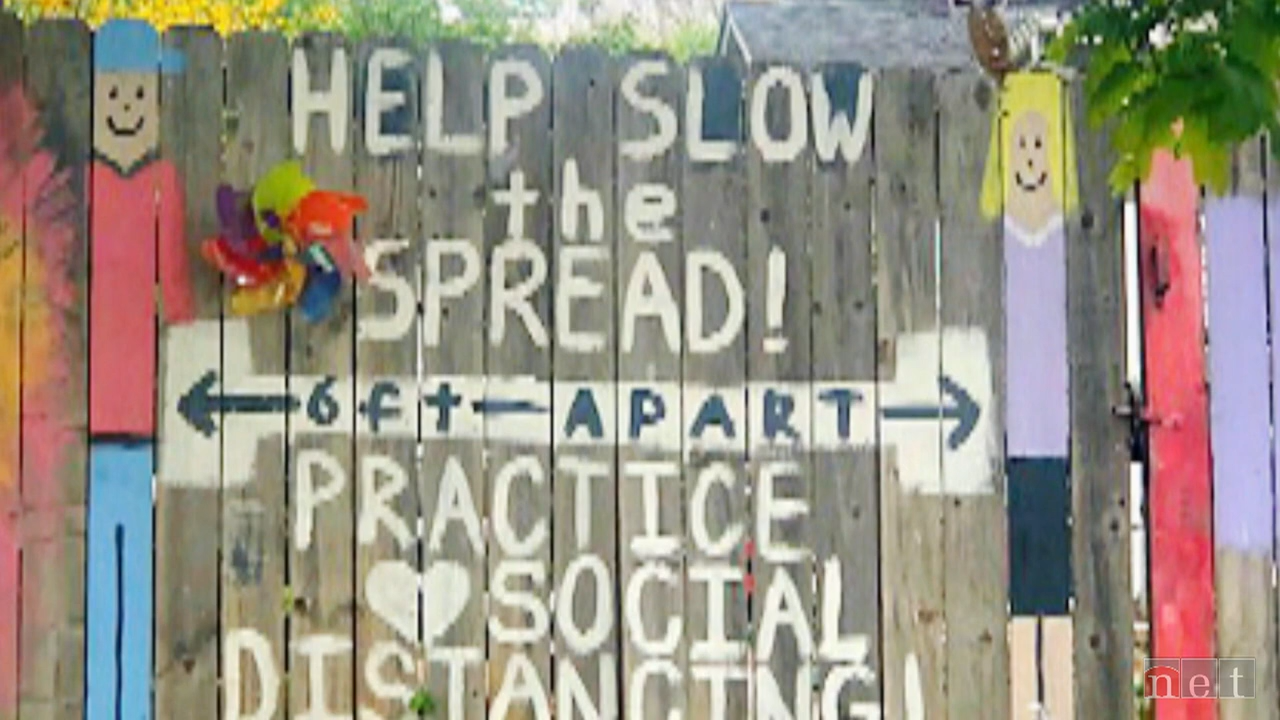 HELP SLOW
the
SPREAD!
6ft-APART
PRACTICE
SOCIAL
DISTANCING!
net